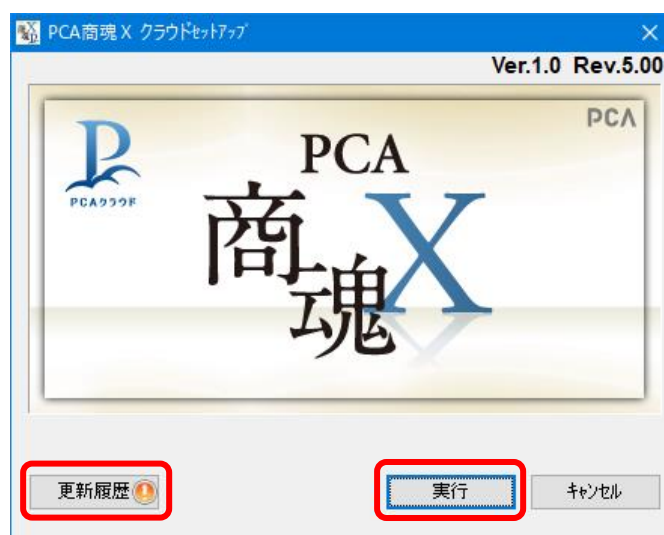 PCA商魂 X クラウドセットアップ
Ver.1.0 Rev.5.00
PCA
PCAクラウド
PCA
商魂X
更新履歴
実行
キャンセル